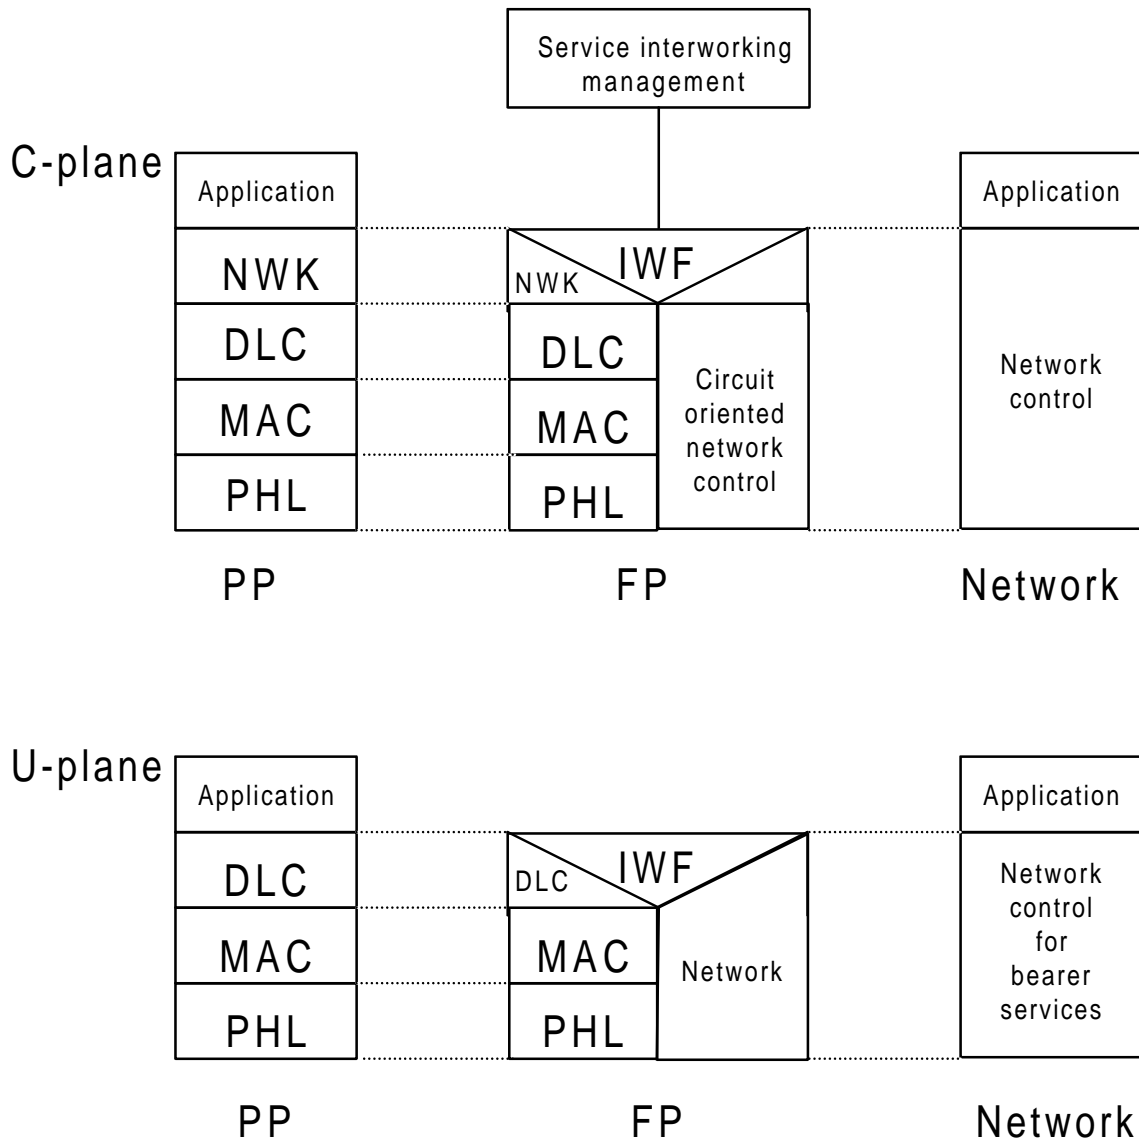 Service interworking
management
C-plane
Application
Application
NWK
NWK
IWF
DLC
DLC
MAC
MAC
PHL
PHL
Circuit
oriented
network
control
Network
control
PP
FP
Network
U-plane
Application
Application
DLC
DLC
IWF
MAC
MAC
PHL
PHL
Network
Network
control
for
bearer
services
PP
FP
Network